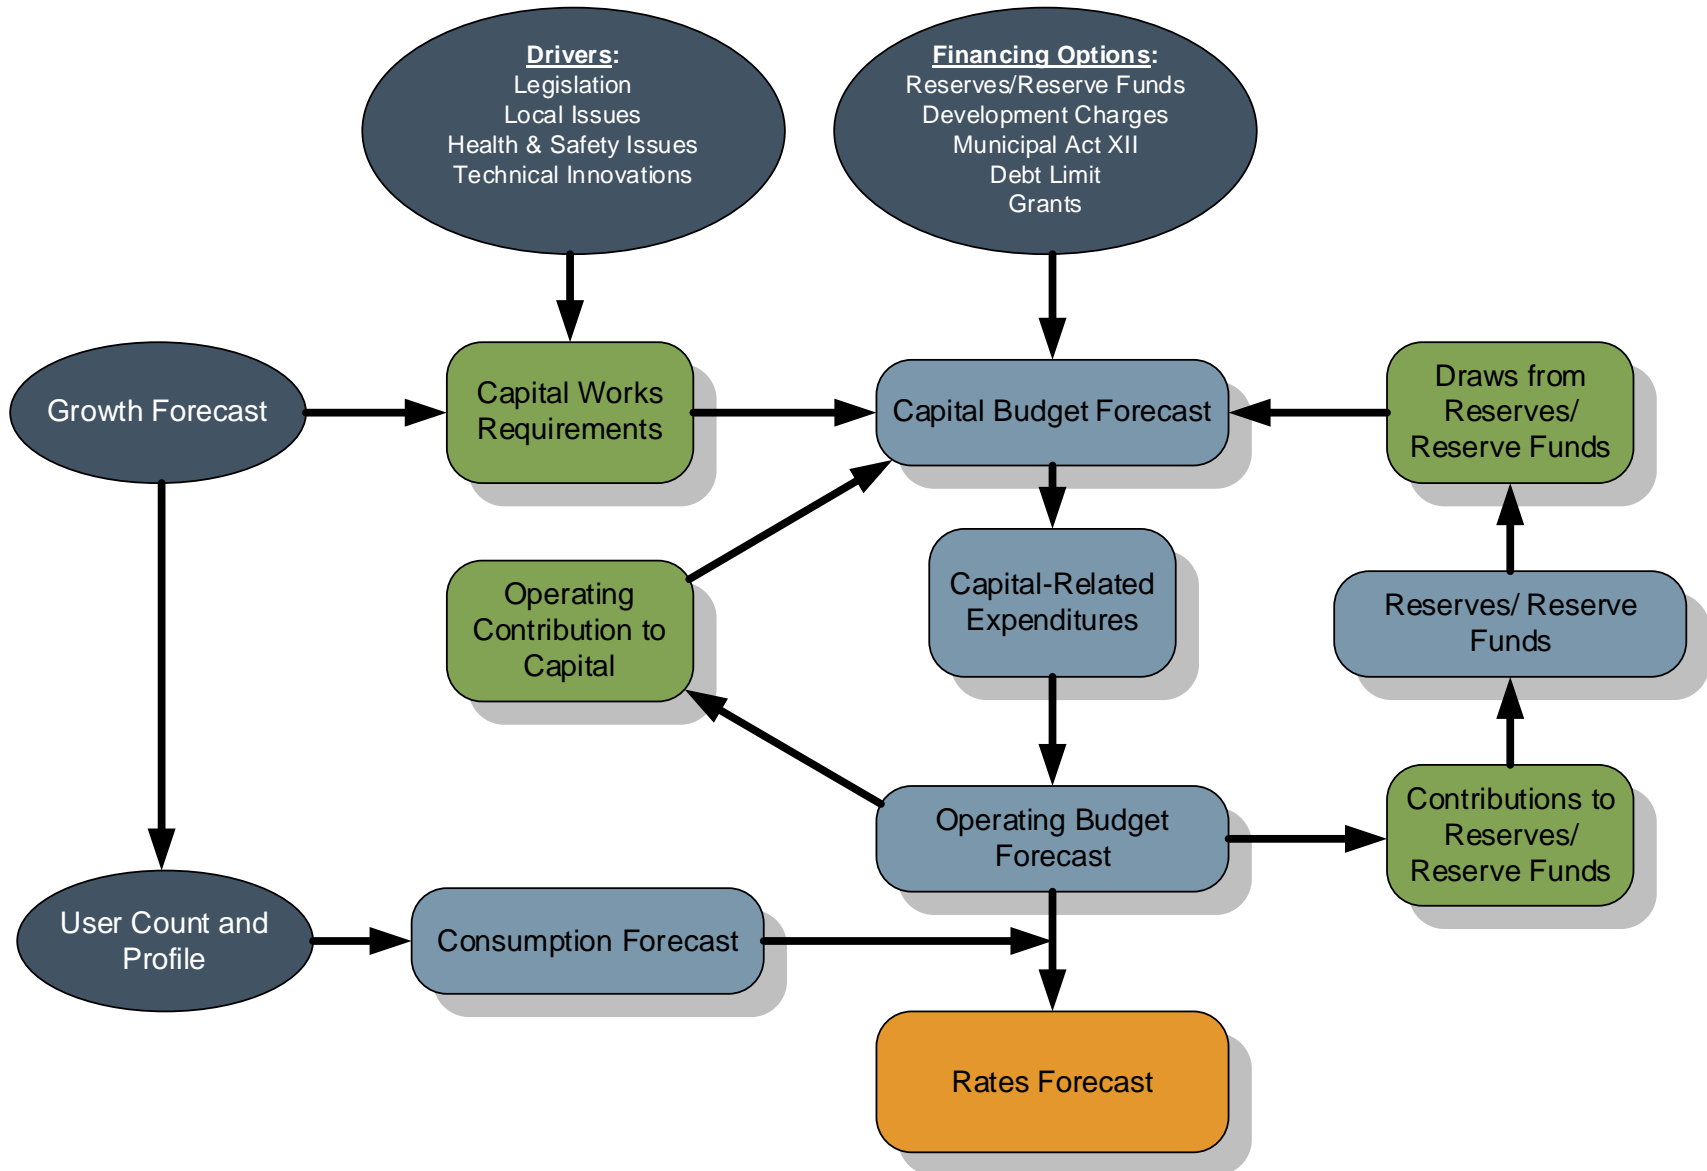 Drivers:
Legislation
Local Issues
Health & Safety Issues
Technical Innovations
Financing Options:
Reserves/Reserve Funds
Development Charges
Municipal Act XII
Debt Limit
Grants
Growth Forecast
Capital Works
Requirements
Capital Budget Forecast
Draws from
Reserves/
Reserve Funds
Operating
Contribution to
Capital
Capital-Related
Expenditures
Reserves/ Reserve
Funds
Operating Budget
Forecast
Contributions to
Reserves/
Reserve Funds
User Count and
Profile
Consumption Forecast
Rates Forecast